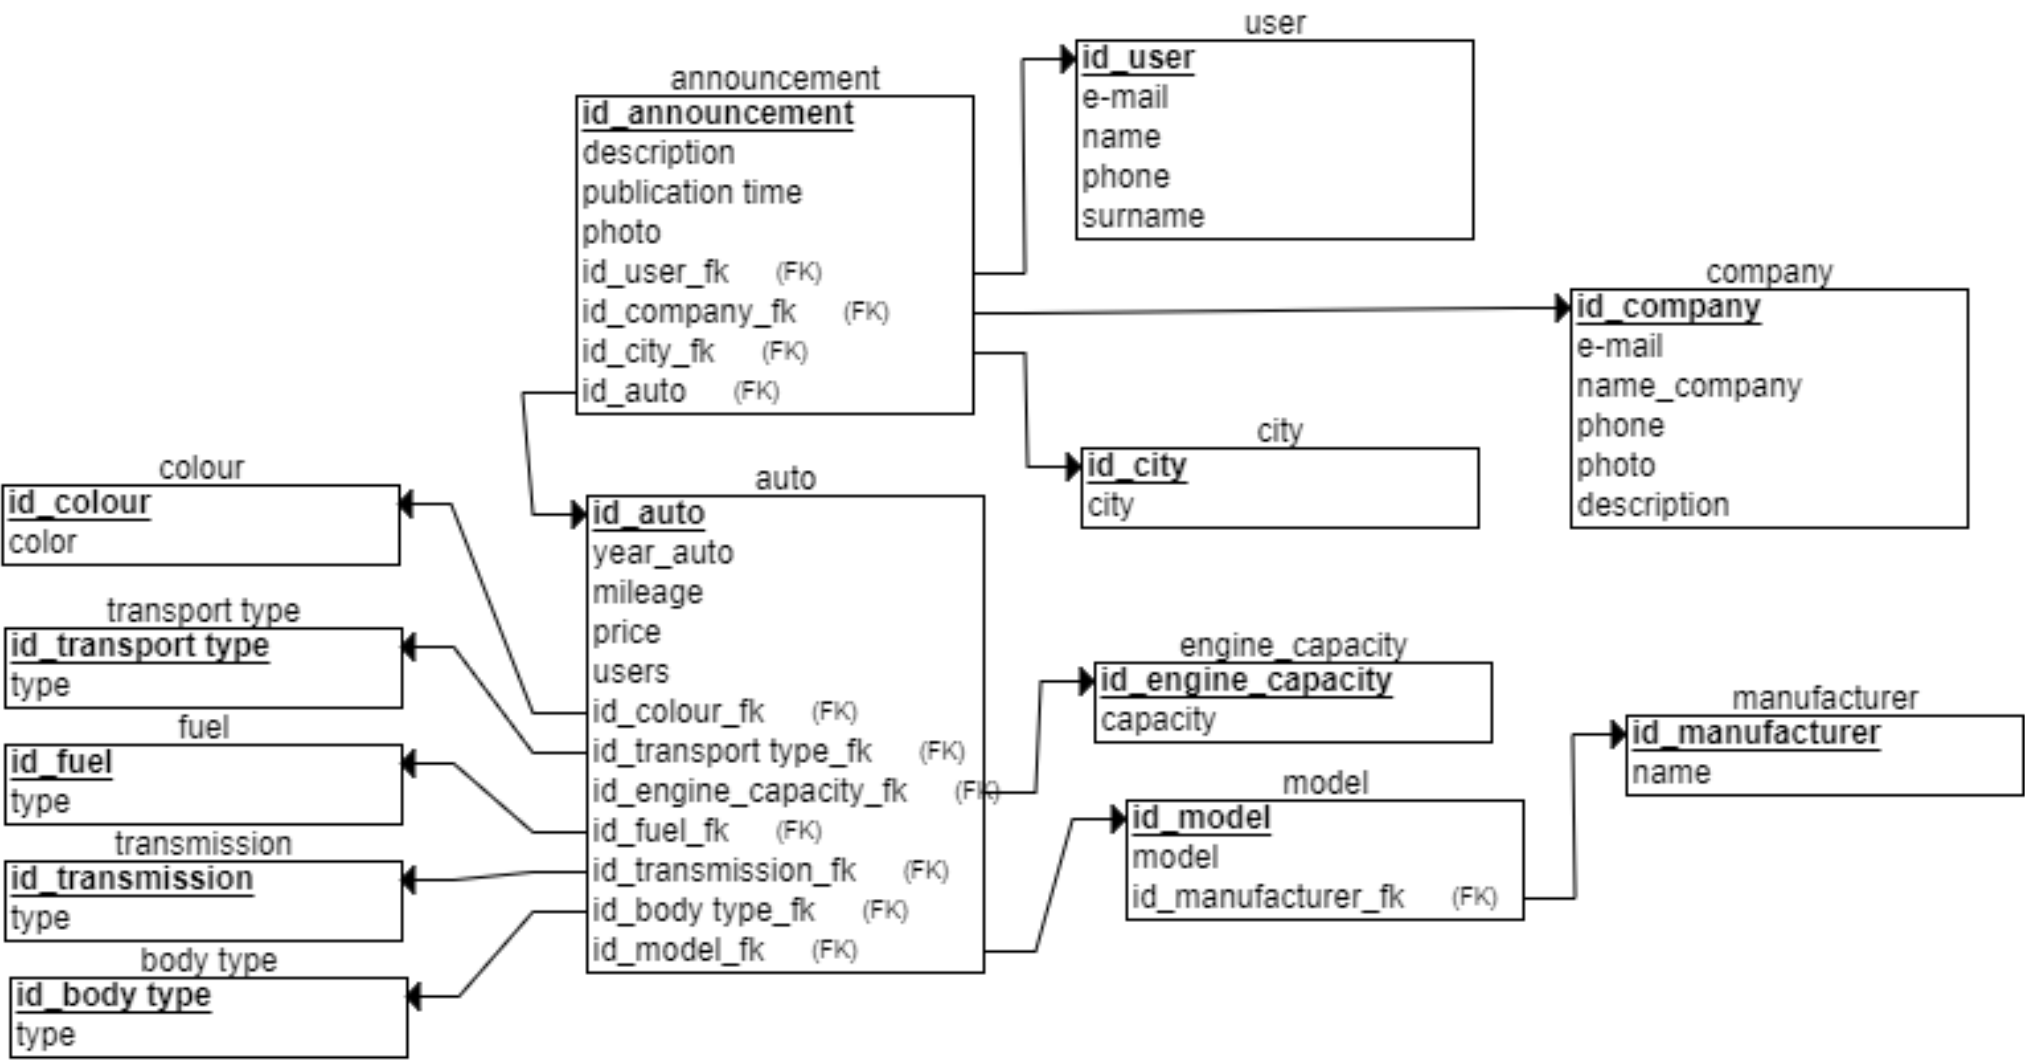 user
id_user
e-mail
name
phone
surname
announcement
id_announcement
description
publication time
photo
id_user_fk (FK)
id_company_fk (FK)
id_city_fk (FK)
id_auto (FK)
company
id_company
e-mail
name_company
phone
photo
description
city
id_city
city
colour
id_colour
color
transport type
id_transport type
type
fuel
id_fuel
type
transmission
id_transmission
type
body type
id_body type
type
auto
id_auto
year_auto
mileage
price
users
id_colour_fk (FK)
id_transport type_fk (FK)
id_engine_capacity_fk (FK)
id_fuel_fk (FK)
id_transmission_fk (FK)
id_body type_fk (FK)
id_model_fk (FK)
engine_capacity
id_engine_capacity
capacity
model
id_model
model
id_manufacturer_fk (FK)
manufacturer
id_manufacturer
name